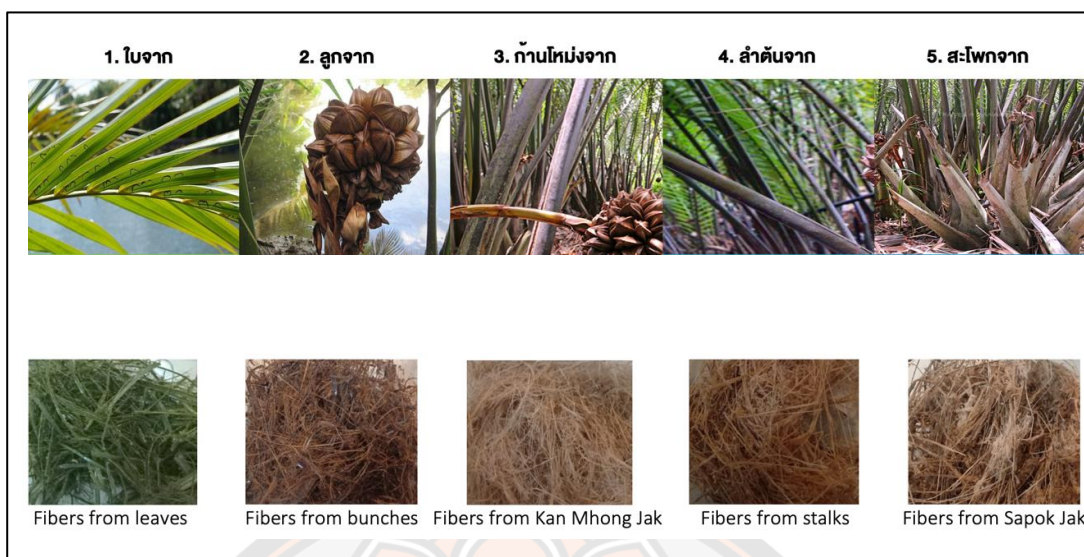 1. ใบจาก
2. ลูกจาก
3. ก้านโหม่งจาก
4. ลำต้นจาก
5. สะโพกจาก
Fibers from leaves
Fibers from bunches
Fibers from Kan Mhong Jak
Fibers from stalks
Fibers from Sapok Jak